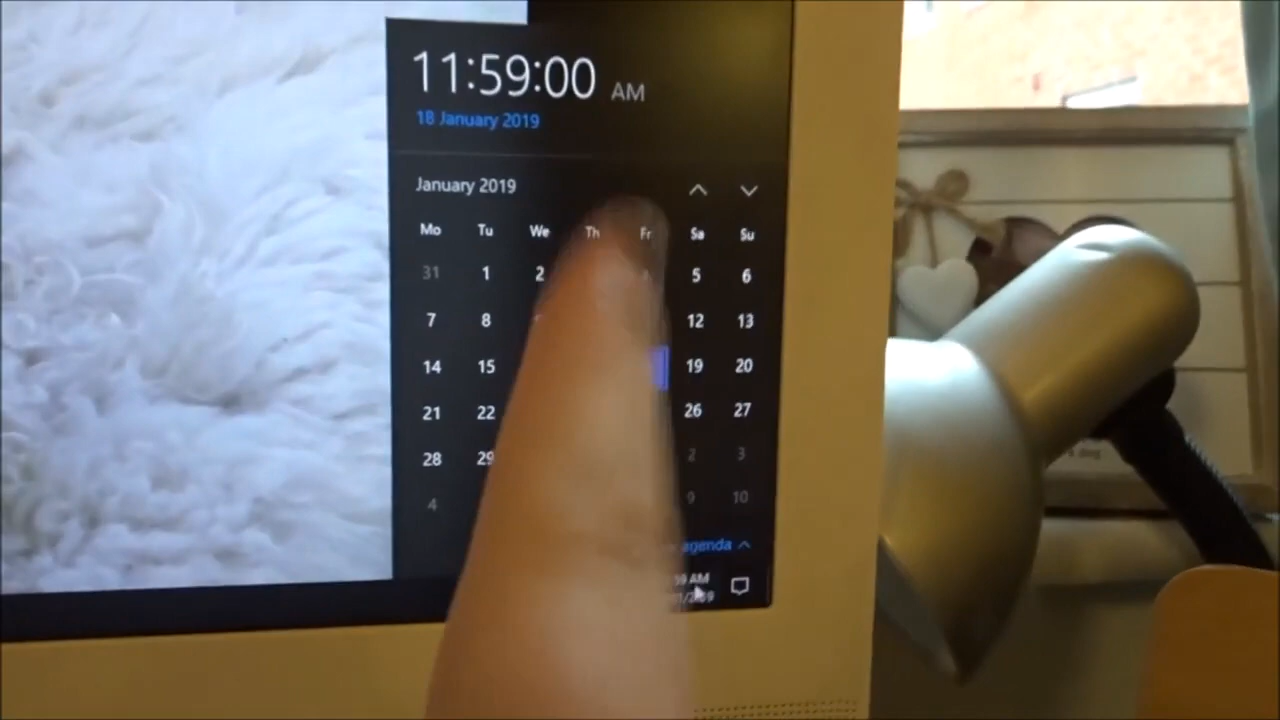 11:59:00 AM
18 January 2019
January 2019
Mo Tu We Th Fr Sa Su
31 1 2 5 6
7 8 12 13
14 15 19 20
21 22 26 27
28 29 2 3
4 9 10
agenda
AM